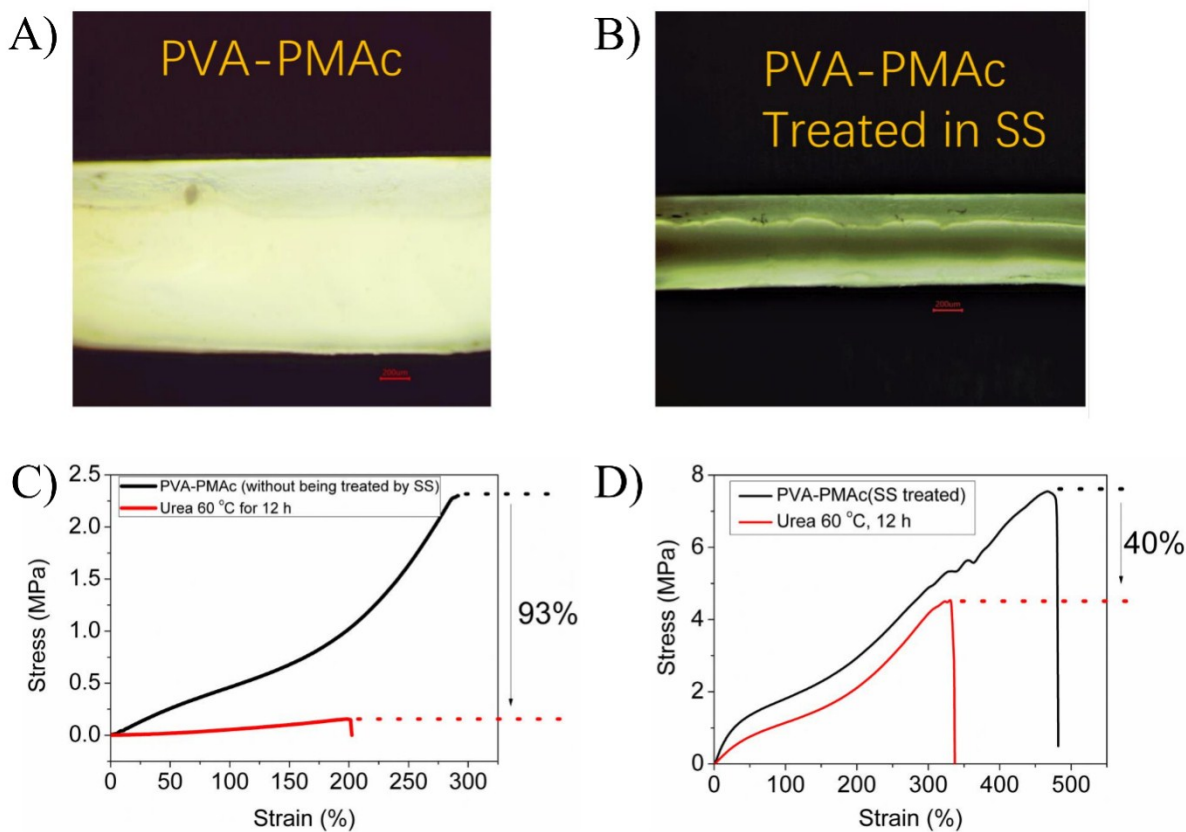 A)
PVA-PMAc
200um
B)
PVA-PMAc
Treated in SS
200um
C)
2.5
2.0
1.5
1.0
0.5
0.0
Stress (MPa)
PVA-PMAc (without being treated by SS)
Urea 60 °C for 12 h
93%
0
50
100
150
200
250
300
Strain (%)
D)
8
6
4
2
0
Stress (MPa)
PVA-PMAc(SS treated)
Urea 60 °C, 12 h
40%
0
100
200
300
400
500
Strain (%)